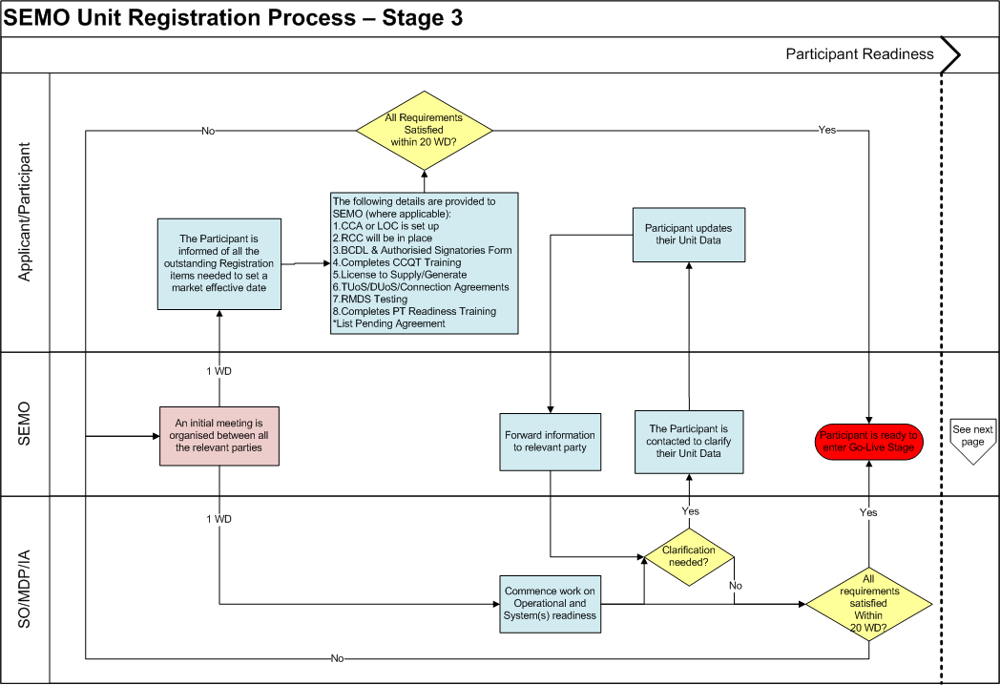 SEMO Unit Registration Process – Stage 3
Participant Readiness
Applicant/Participant
No
All Requirements
Satisfied
within 20 WD?
Yes
The Participant is
informed of all the
outstanding Registration
items needed to set a
market effective date
The following details are provided to
SEMO (where applicable):
1.CCA or LOC is set up
2.RCC will be in place
3.BCDL & Authorisied Signatories Form
4.Completes CCQT Training
5.License to Supply/Generate
6.TUoS/DUoS/Connection Agreements
7.RMDS Testing
8.Completes PT Readiness Training
*List Pending Agreement
Participant updates
their Unit Data
SEMO
1 WD
An initial meeting is
organised between all
the relevant parties
Forward information
to relevant party
The Participant is
contacted to clarify
their Unit Data
Participant is ready to
enter Go-Live Stage
See next
page
SO/MDP/IA
1 WD
Yes
Yes
Clarification
needed?
No
Commence work on
Operational and
System(s) readiness
All
requirements
satisfied
Within
20 WD?
No